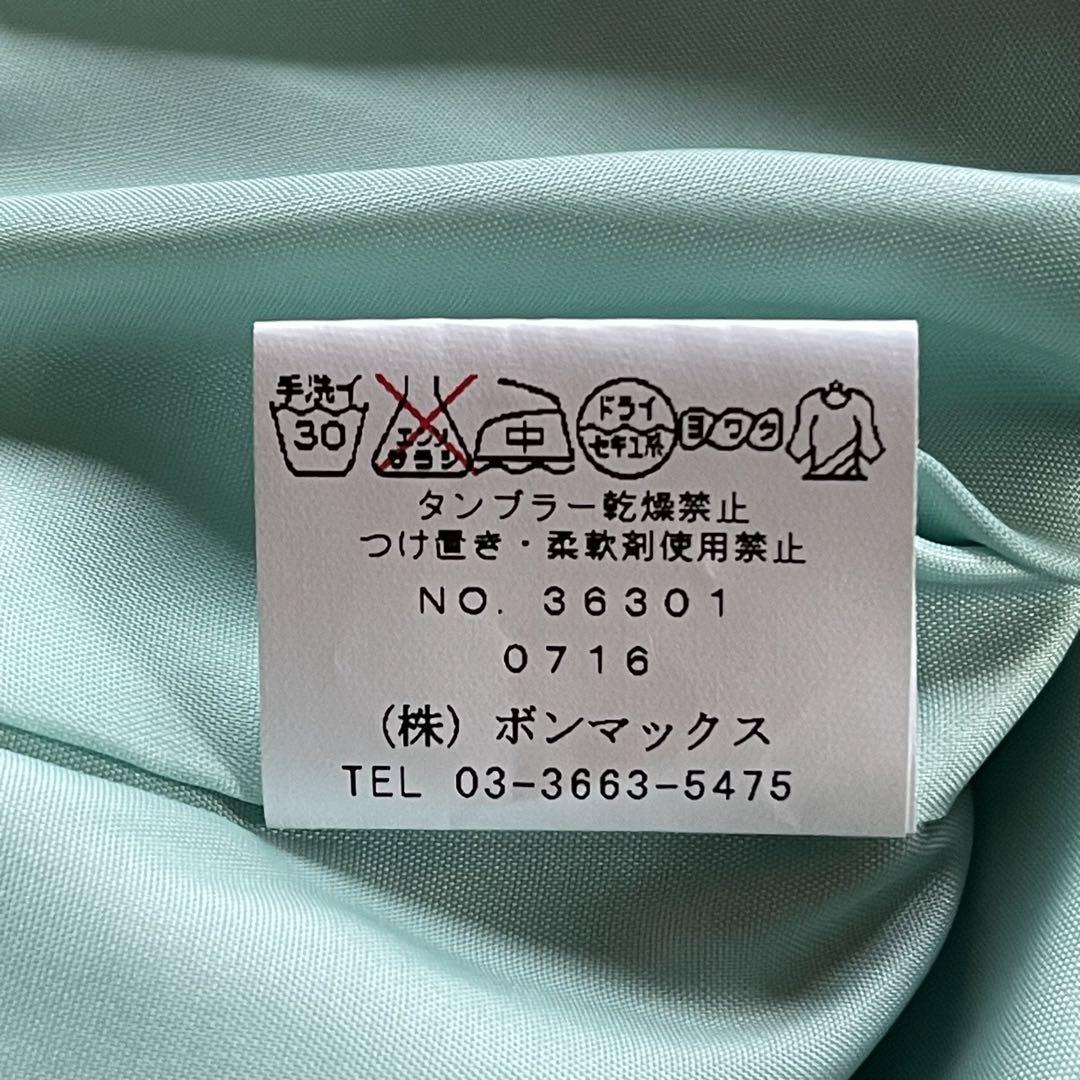 手洗イ
30
エンソ
サラシ
中
ドライ
セキユ系
ヨワク
タンブラー乾燥禁止
つけ置き・柔軟剤使用禁止
NO. 36301
0716
(株) ボンマックス
TEL 03-3663-5475